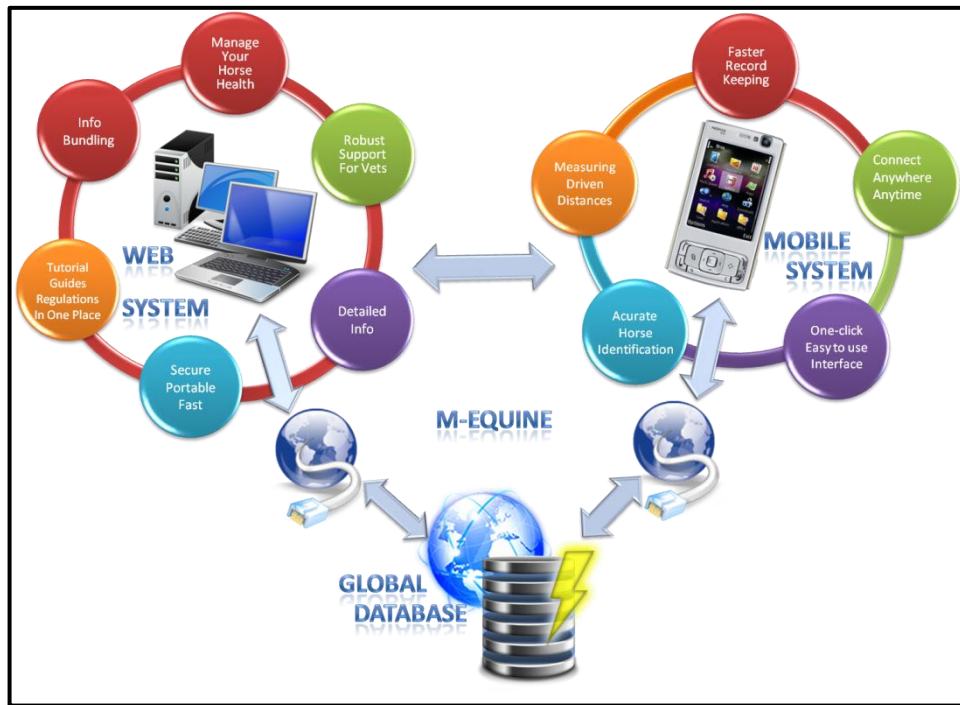 Manage
Your
Horse
Health
Info
Bundling
Robust
Support
For Vets
Tutorial
Guides
Regulations
In One Place
Detailed
Info
Secure
Portable
Fast
WEB
SYSTEM
Faster
Record
Keeping
Measuring
Driven
Distances
Connect
Anywhere
Anytime
Acurate
Horse
Identification
One-click
Easy to use
Interface
MOBILE
SYSTEM
M-EQUINE
GLOBAL
DATABASE